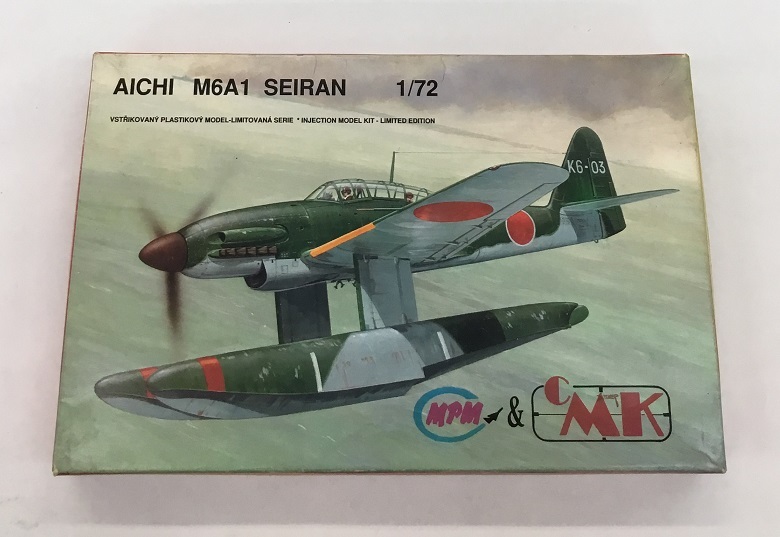 AICHI M6A1 SEIRAN 1/72
VSTŘIKOVANÝ PLASTIKOVÝ MODEL-LIMITOVANÁ SERIE * INJECTION MODEL KIT - LIMITED EDITION
K6-03
MPM & CMK